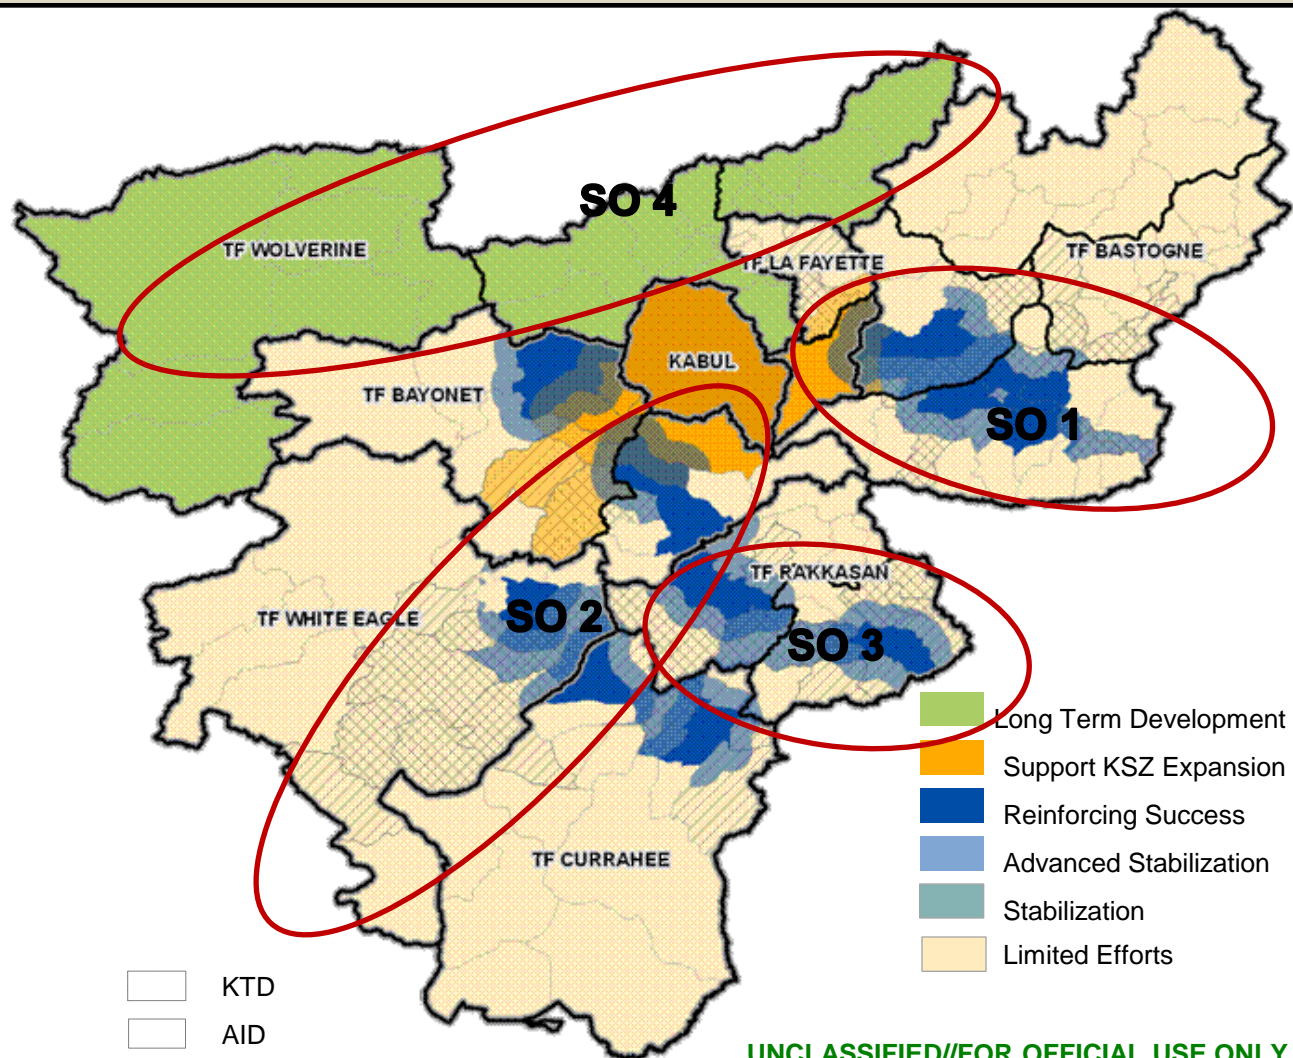 SO 4
TF WOLVERINE
TF LA FAYETTE
TF BASTOGNE
KABUL
TF BAYONET
SO 1
TF RAKKASAN
TF WHITE EAGLE
SO 2
SO 3
Long Term Development
Support KSZ Expansion
Reinforcing Success
Advanced Stabilization
Stabilization
Limited Efforts
TF CURRAHEE
KTD
AID
UNCLASSIFIED//FOR OFFICIAL USE ONLY